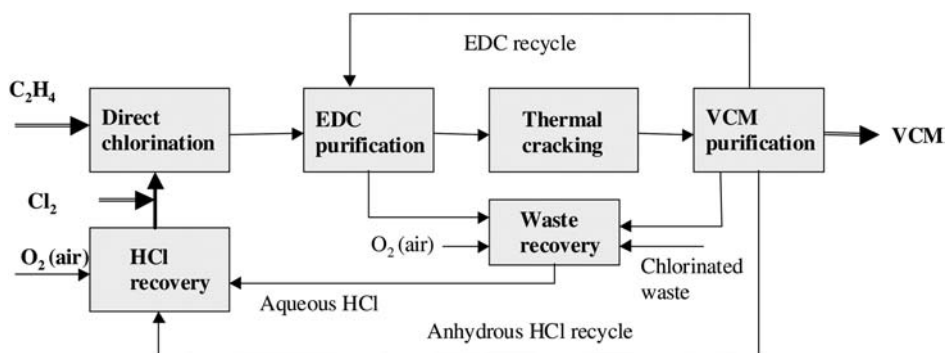 EDC recycle
C₂H₄
Direct
chlorination
EDC
purification
Thermal
cracking
VCM
purification
VCM
Cl₂
Waste
recovery
O₂ (air)
O₂ (air)
HCl
recovery
Chlorinated
waste
Aqueous HCl
Anhydrous HCl recycle